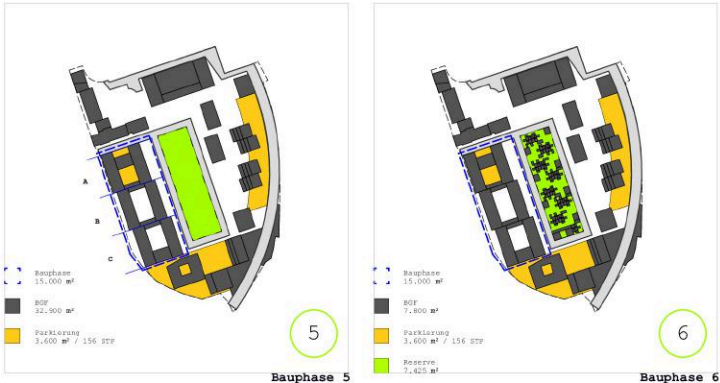 A
B
C
Bauphase
15.000 m²
BGF
32.900 m²
Parkierung
3.600 m² / 156 STP
5
Bauphase 5
Bauphase
15.000 m²
BGF
7.800 m²
Parkierung
3.600 m² / 156 STP
Reserve
7.425 m²
6
Bauphase 6